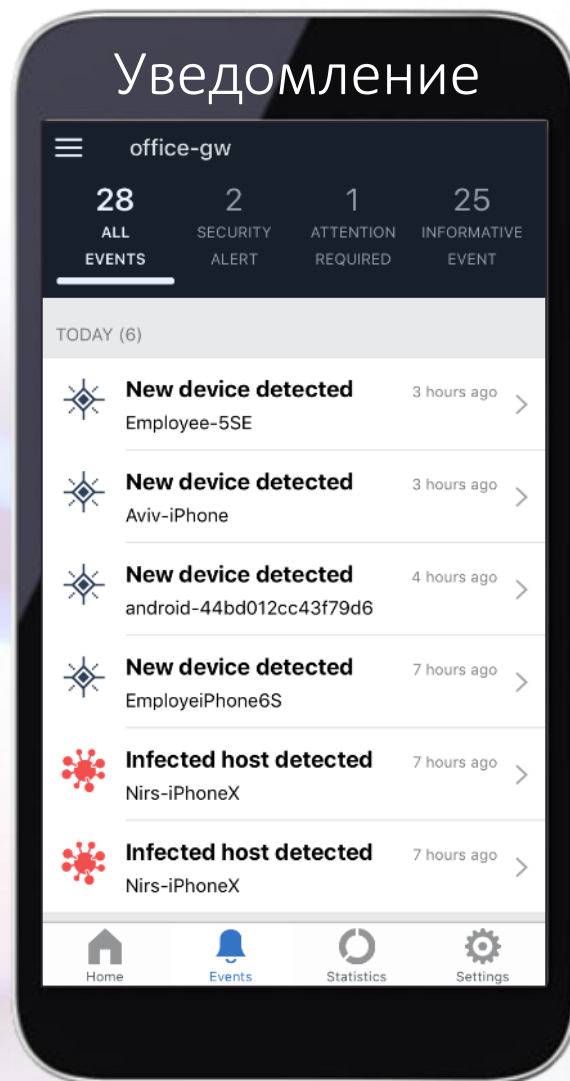 Уведомление
office-gw
28 2 1 25
ALL SECURITY ATTENTION INFORMATIVE
EVENTS ALERT REQUIRED EVENT
TODAY (6)
New device detected 3 hours ago
Employee-5SE
New device detected 3 hours ago
Aviv-iPhone
New device detected 4 hours ago
android-44bd012cc43f79d6
New device detected 7 hours ago
EmployeiPhone6S
Infected host detected 7 hours ago
Nirs-iPhoneX
Infected host detected 7 hours ago
Nirs-iPhoneX
Home Events Statistics Settings